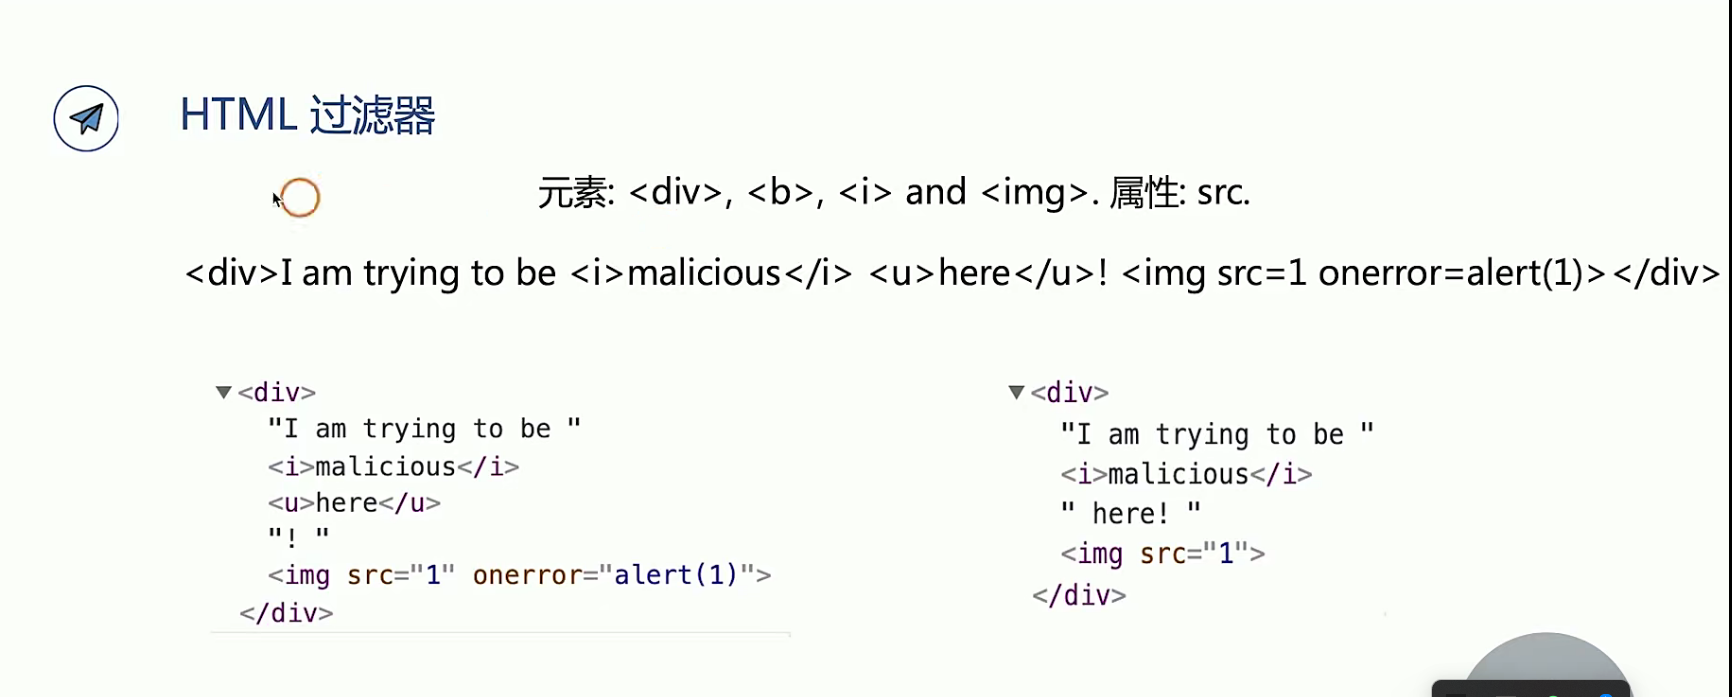 HTML 过滤器
元素: <div>, <b>, <i> and <img>. 属性: src.
<div>I am trying to be <i>malicious</i> <u>here</u>! <img src=1 onerror=alert(1)></div>
▼<div>
"I am trying to be "
<i>malicious</i>
<u>here</u>
"! "
<img src="1" onerror="alert(1)">
</div>
▼<div>
"I am trying to be "
<i>malicious</i>
" here! "
<img src="1">
</div>